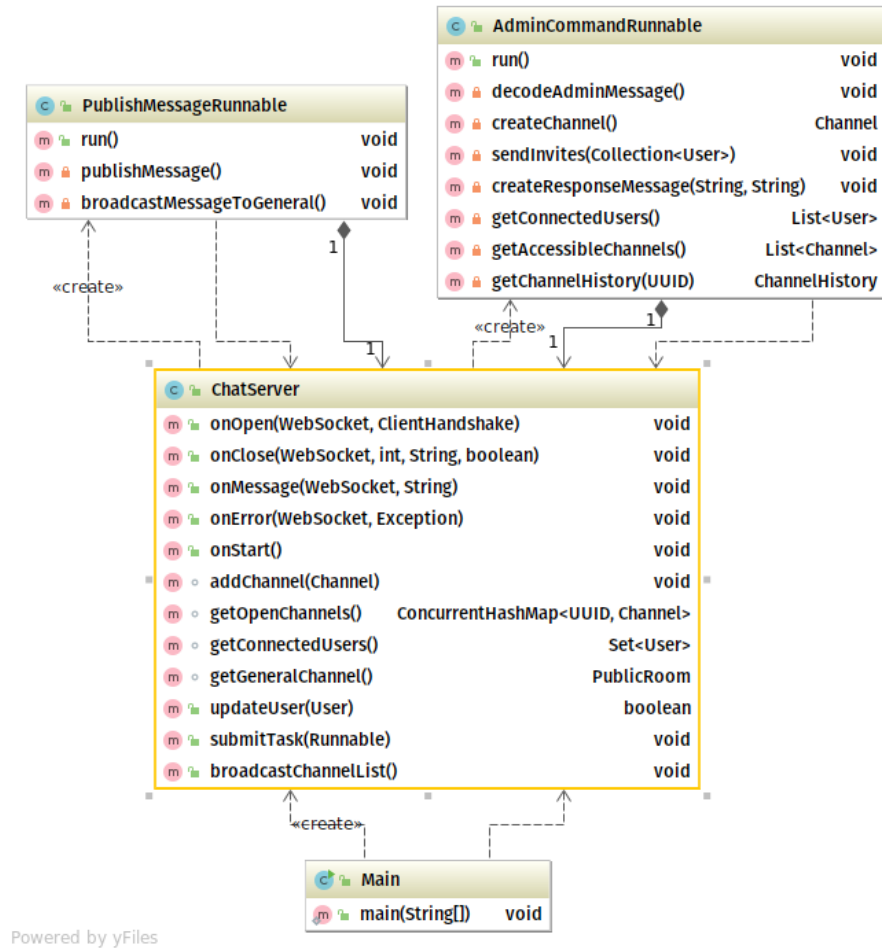 AdminCommandRunnable
run() void
decodeAdminMessage() void
createChannel() Channel
sendInvites(Collection<User>) void
createResponseMessage(String, String) void
getConnectedUsers() List<User>
getAccessibleChannels() List<Channel>
getChannelHistory(UUID) ChannelHistory
PublishMessageRunnable
run() void
publishMessage() void
broadcastMessageToGeneral() void
1
«create»
1
1
«create»
1
ChatServer
onOpen(WebSocket, ClientHandshake) void
onClose(WebSocket, int, String, boolean) void
onMessage(WebSocket, String) void
onError(WebSocket, Exception) void
onStart() void
addChannel(Channel) void
getOpenChannels() ConcurrentHashMap<UUID, Channel>
getConnectedUsers() Set<User>
getGeneralChannel() PublicRoom
updateUser(User) boolean
submitTask(Runnable) void
broadcastChannelList() void
«create»
Main
main(String[]) void
Powered by yFiles